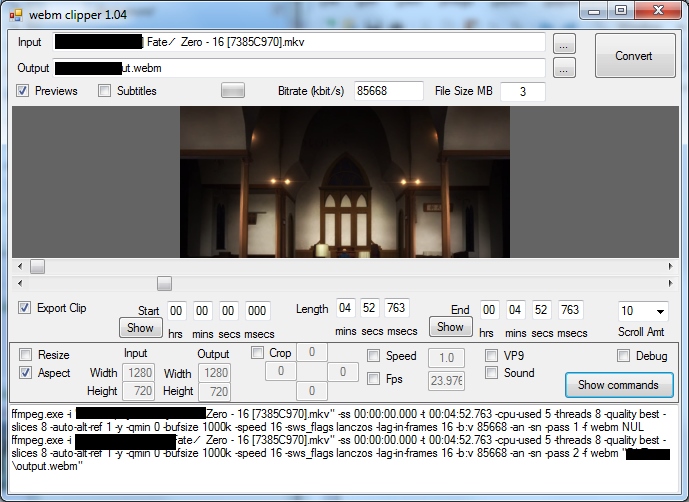 webm clipper 1.04
Input ] Fate／ Zero - 16 [7385C970].mkv ... Convert
Output ut.webm ...
Previews Subtitles Bitrate (kbit/s) 85668 File Size MB 3
Export Clip Start 00 00 00 000 Length 04 52 763 End 00 04 52 763 10
Show hrs mins secs msecs mins secs msecs Show hrs mins secs msecs Scroll Amt
Resize Input Output Crop 0 Speed 1.0 VP9 Debug
Aspect Width 1280 Width 1280 0 0 Fps 23.976 Sound
Height 720 Height 720 0 Show commands
ffmpeg.exe -i Zero - 16 [7385C970].mkv" -ss 00:00:00.000 -t 00:04:52.763 -cpu-used 5 -threads 8 -quality best -
slices 8 -auto-alt-ref 1 -y -qmin 0 -bufsize 1000k -speed 16 -sws_flags lanczos -lag-in-frames 16 -b:v 85668 -an -sn -pass 1 -f webm NUL
ffmpeg.exe -i Fate／ Zero - 16 [7385C970].mkv" -ss 00:00:00.000 -t 00:04:52.763 -cpu-used 5 -threads 8 -quality best -
slices 8 -auto-alt-ref 1 -y -qmin 0 -bufsize 1000k -speed 16 -sws_flags lanczos -lag-in-frames 16 -b:v 85668 -an -sn -pass 2 -f webm "
\output.webm"